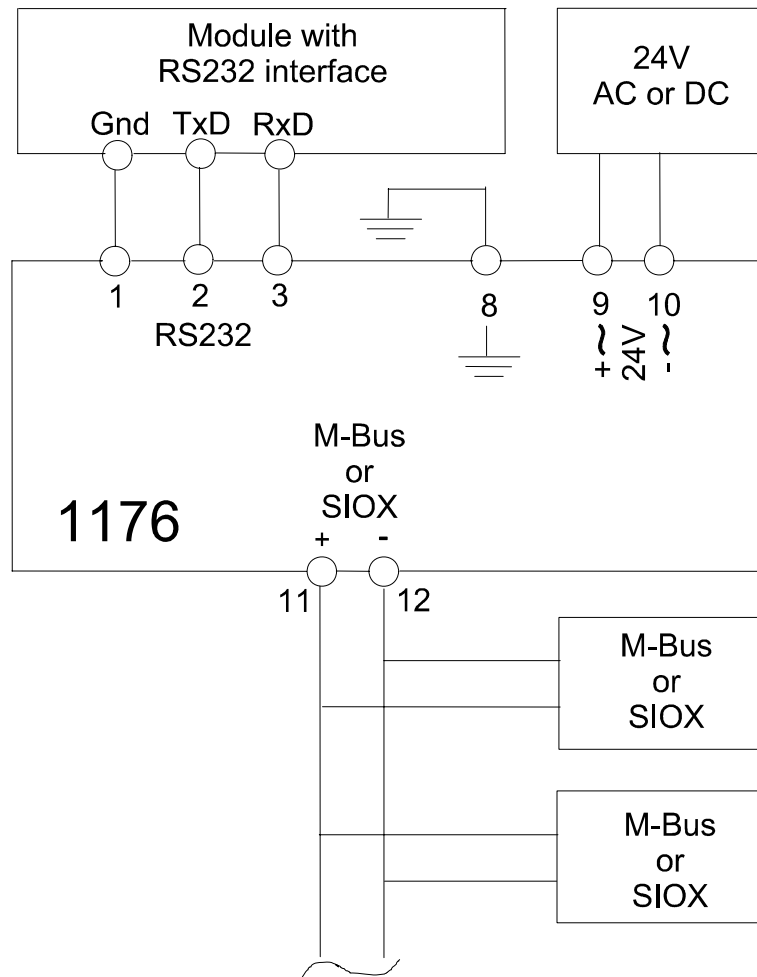 Module with
RS232 interface
Gnd TxD RxD
24V
AC or DC
1 2 3
RS232
8
9 10
+~ 24V -~
M-Bus
or
SIOX
+ -
1176
11 12
M-Bus
or
SIOX
M-Bus
or
SIOX